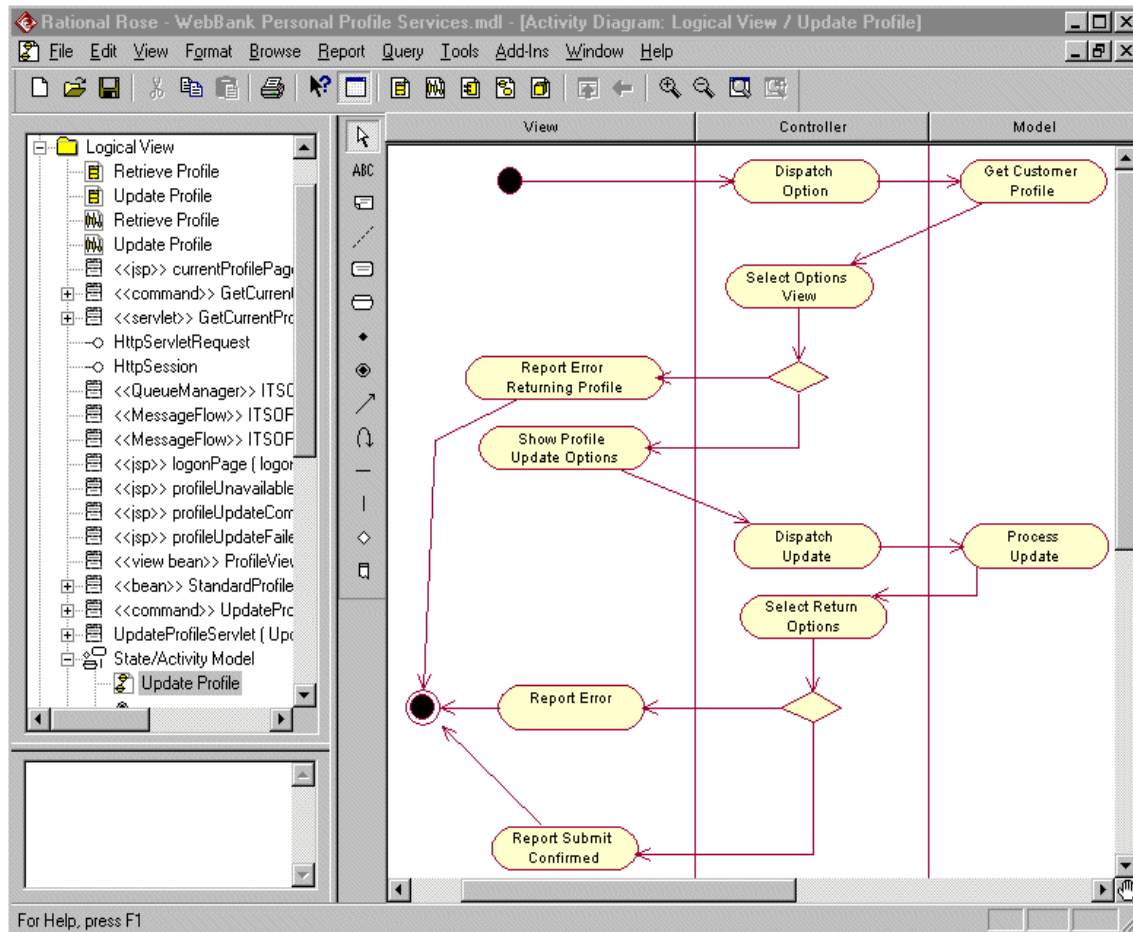 Rational Rose - WebBank Personal Profile Services.mdl - [Activity Diagram: Logical View / Update Profile]
File Edit View Format Browse Report Query Tools Add-Ins Window Help
Logical View
Retrieve Profile
Update Profile
Retrieve Profile
Update Profile
<<jsp>> currentProfilePage
<<command>> GetCurrent
<<servlet>> GetCurrentPro
HttpServletRequest
HttpSession
<<QueueManager>> ITSO
<<MessageFlow>> ITSOF
<<MessageFlow>> ITSOF
<<jsp>> logonPage ( logon
<<jsp>> profileUnavailable
<<jsp>> profileUpdateCom
<<jsp>> profileUpdateFaile
<<view bean>> ProfileView
<<bean>> StandardProfile
<<command>> UpdatePro
UpdateProfileServlet ( Upd
State/Activity Model
Update Profile
ABC
View
Controller
Model
Dispatch
Option
Get Customer
Profile
Select Options
View
Report Error
Returning Profile
Show Profile
Update Options
Dispatch
Update
Process
Update
Select Return
Options
Report Error
Report Submit
Confirmed
For Help, press F1